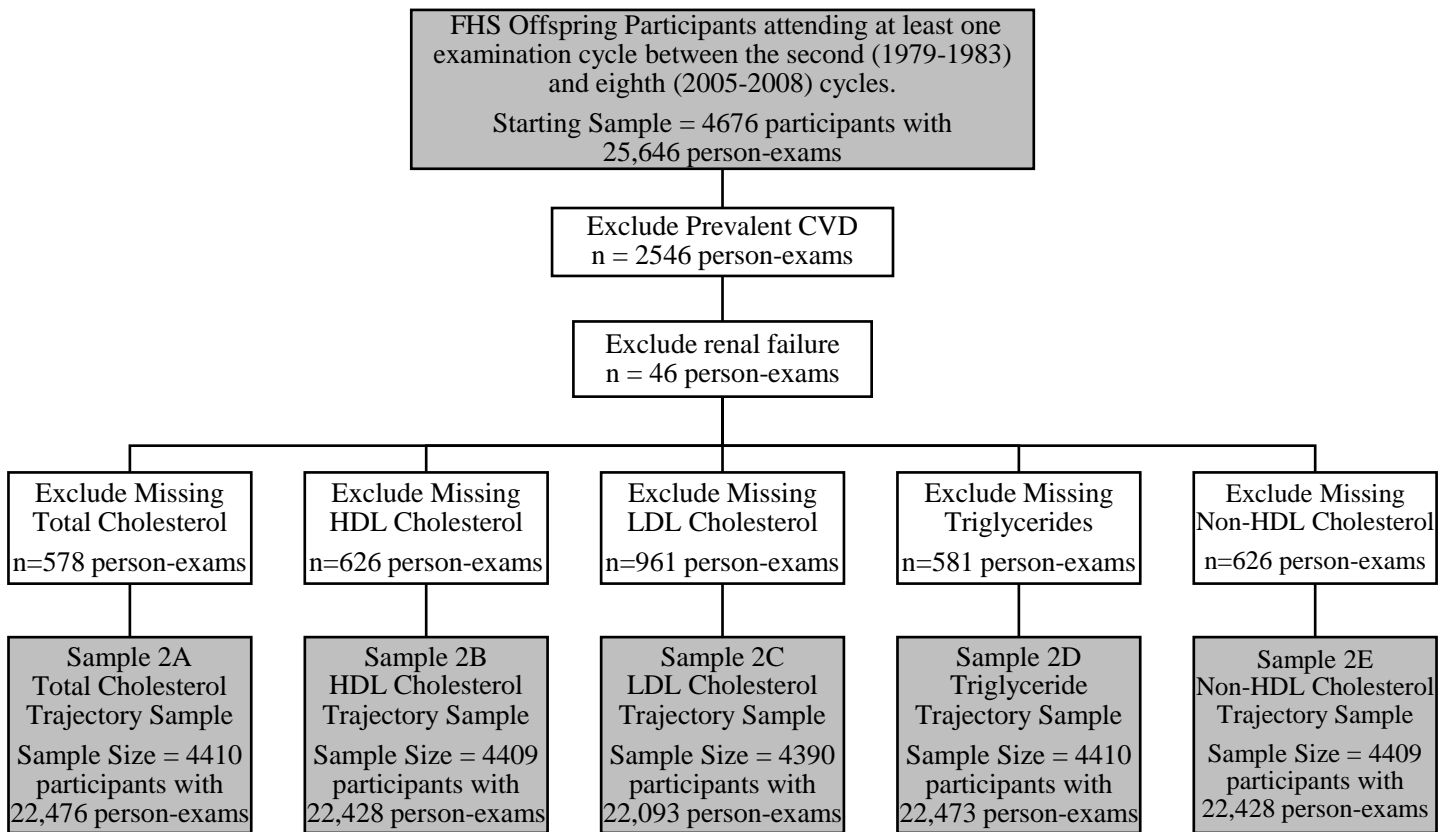 FHS Offspring Participants attending at least one
examination cycle between the second (1979-1983)
and eighth (2005-2008) cycles.
Starting Sample = 4676 participants with
25,646 person-exams
Exclude Prevalent CVD
n = 2546 person-exams
Exclude renal failure
n = 46 person-exams
Exclude Missing
Total Cholesterol
n=578 person-exams
Exclude Missing
HDL Cholesterol
n=626 person-exams
Exclude Missing
LDL Cholesterol
n=961 person-exams
Exclude Missing
Triglycerides
n=581 person-exams
Exclude Missing
Non-HDL Cholesterol
n=626 person-exams
Sample 2A
Total Cholesterol
Trajectory Sample
Sample Size = 4410
participants with
22,476 person-exams
Sample 2B
HDL Cholesterol
Trajectory Sample
Sample Size = 4409
participants with
22,428 person-exams
Sample 2C
LDL Cholesterol
Trajectory Sample
Sample Size = 4390
participants with
22,093 person-exams
Sample 2D
Triglyceride
Trajectory Sample
Sample Size = 4410
participants with
22,473 person-exams
Sample 2E
Non-HDL Cholesterol
Trajectory Sample
Sample Size = 4409
participants with
22,428 person-exams